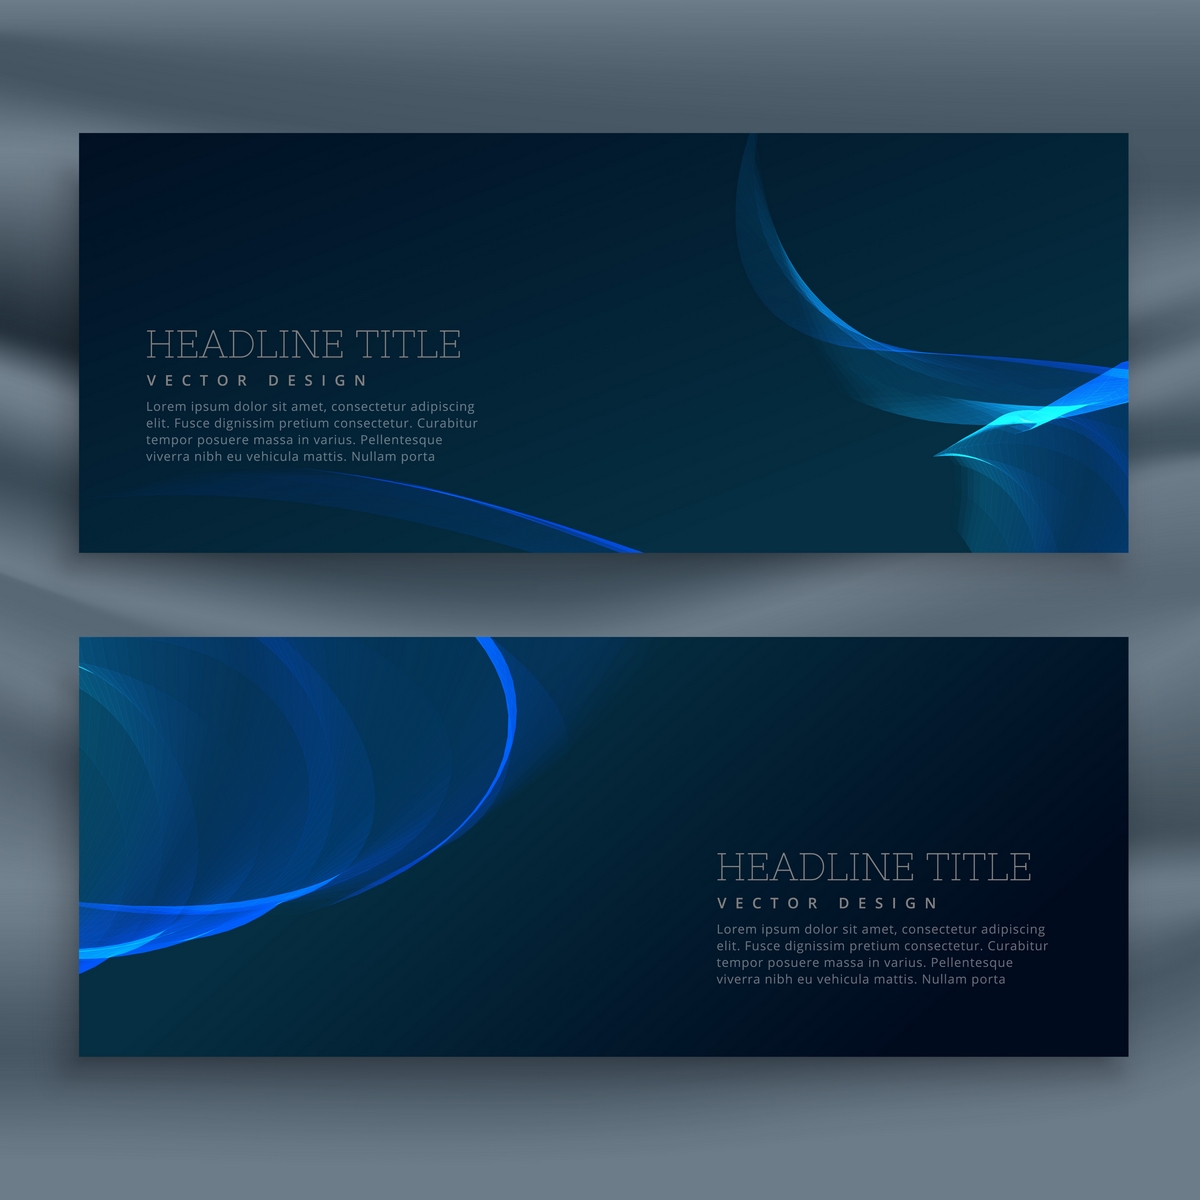 HEADLINE TITLE
VECTOR DESIGN
Lorem ipsum dolor sit amet, consectetur adipiscing
elit. Fusce dignissim pretium consectetur. Curabitur
tempor posuere massa in varius. Pellentesque
viverra nibh eu vehicula mattis. Nullam porta
HEADLINE TITLE
VECTOR DESIGN
Lorem ipsum dolor sit amet, consectetur adipiscing
elit. Fusce dignissim pretium consectetur. Curabitur
tempor posuere massa in varius. Pellentesque
viverra nibh eu vehicula mattis. Nullam porta